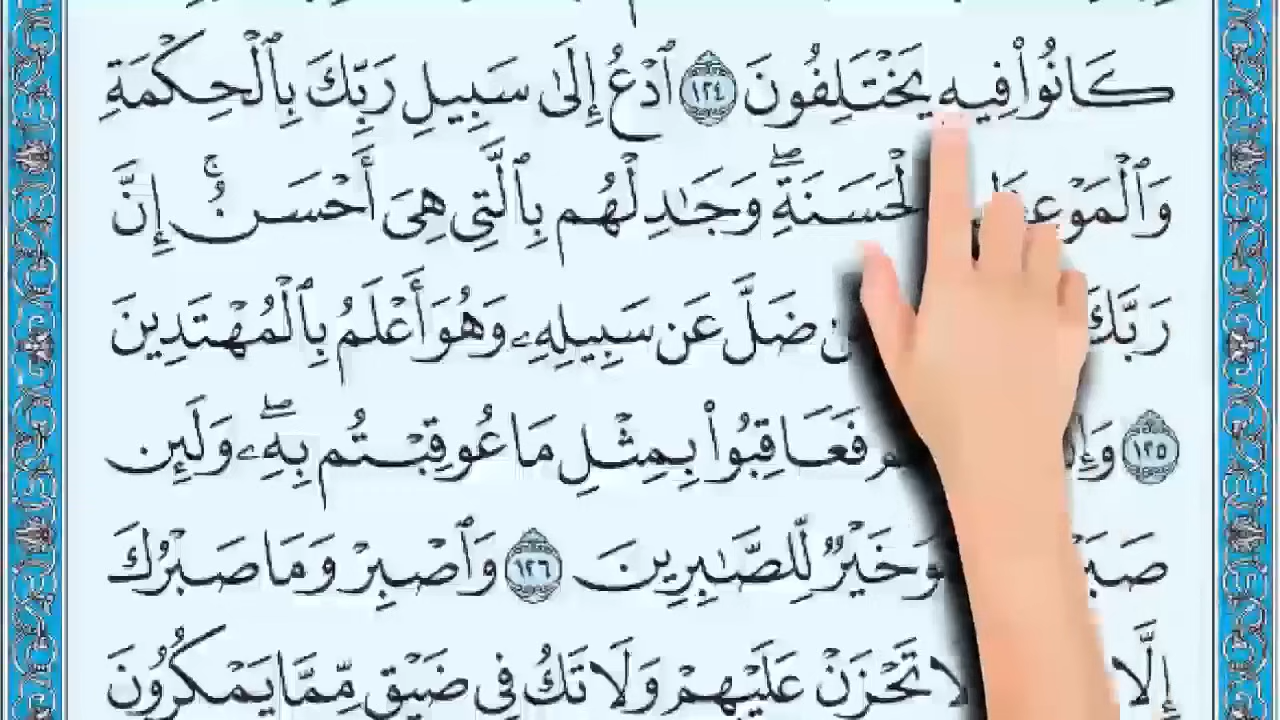 كَانُوا۟ فِيهِ يَخْتَلِفُونَ ١٢٤ ٱدْعُ إِلَىٰ سَبِيلِ رَبِّكَ بِٱلْحِكْمَةِ
وَٱلْمَوْعِظَةِ ٱلْحَسَنَةِۖ وَجَٰدِلْهُم بِٱلَّتِى هِىَ أَحْسَنُۚ إِنَّ
رَبَّكَ ضَلَّ عَن سَبِيلِهِۦ وَهُوَ أَعْلَمُ بِٱلْمُهْتَدِينَ
١٢٥ فَعَاقِبُوا۟ بِمِثْلِ مَا عُوقِبْتُم بِهِۦۖ وَلَئِن
خَيْرٌ لِّلصَّٰبِرِينَ ١٢٦ وَٱصْبِرْ وَمَا صَبْرُكَ
إِلَّا تَحْزَنْ عَلَيْهِمْ وَلَا تَكُ فِى ضَيْقٍ مِّمَّا يَمْكُرُونَ